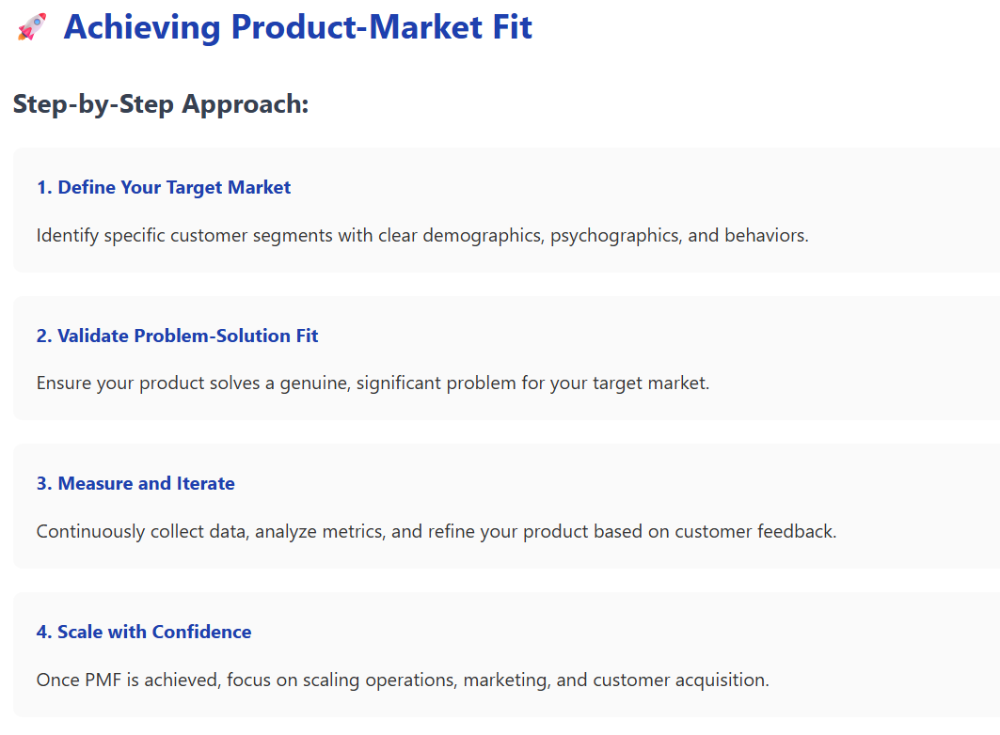 🚀 Achieving Product-Market Fit
Step-by-Step Approach:
1. Define Your Target Market
Identify specific customer segments with clear demographics, psychographics, and behaviors.
2. Validate Problem-Solution Fit
Ensure your product solves a genuine, significant problem for your target market.
3. Measure and Iterate
Continuously collect data, analyze metrics, and refine your product based on customer feedback.
4. Scale with Confidence
Once PMF is achieved, focus on scaling operations, marketing, and customer acquisition.